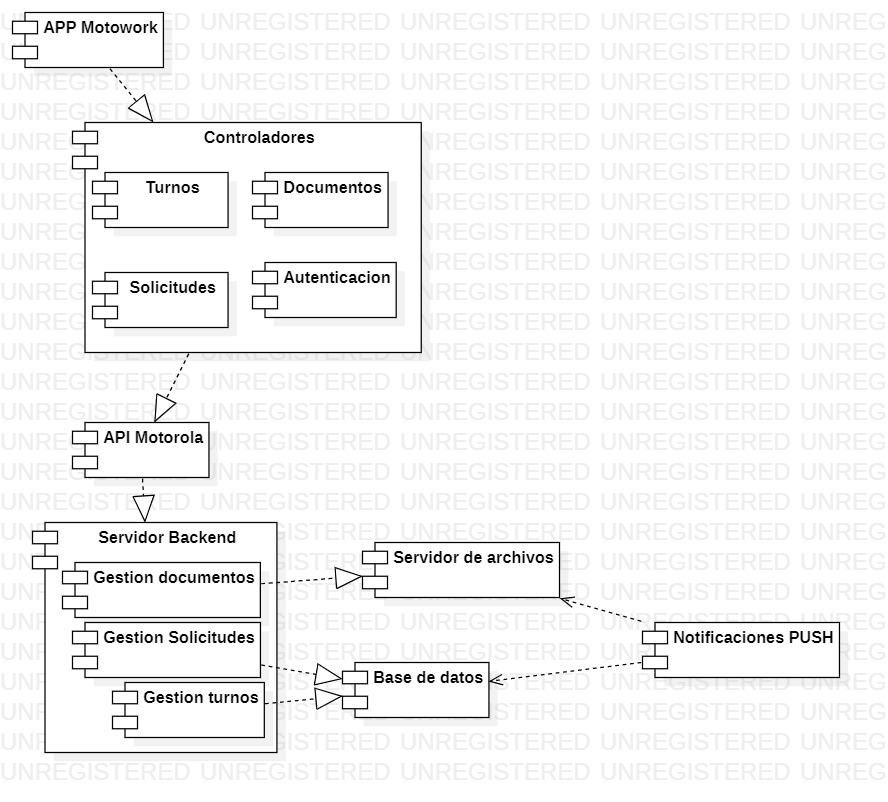 APP Motowork
Controladores
Turnos
Documentos
Solicitudes
Autenticacion
API Motorola
Servidor Backend
Gestion documentos
Servidor de archivos
Gestion Solicitudes
Notificaciones PUSH
Base de datos
Gestion turnos
UNREGISTERED UNREGISTERED UNREGISTERED UNREGISTERED UNREG